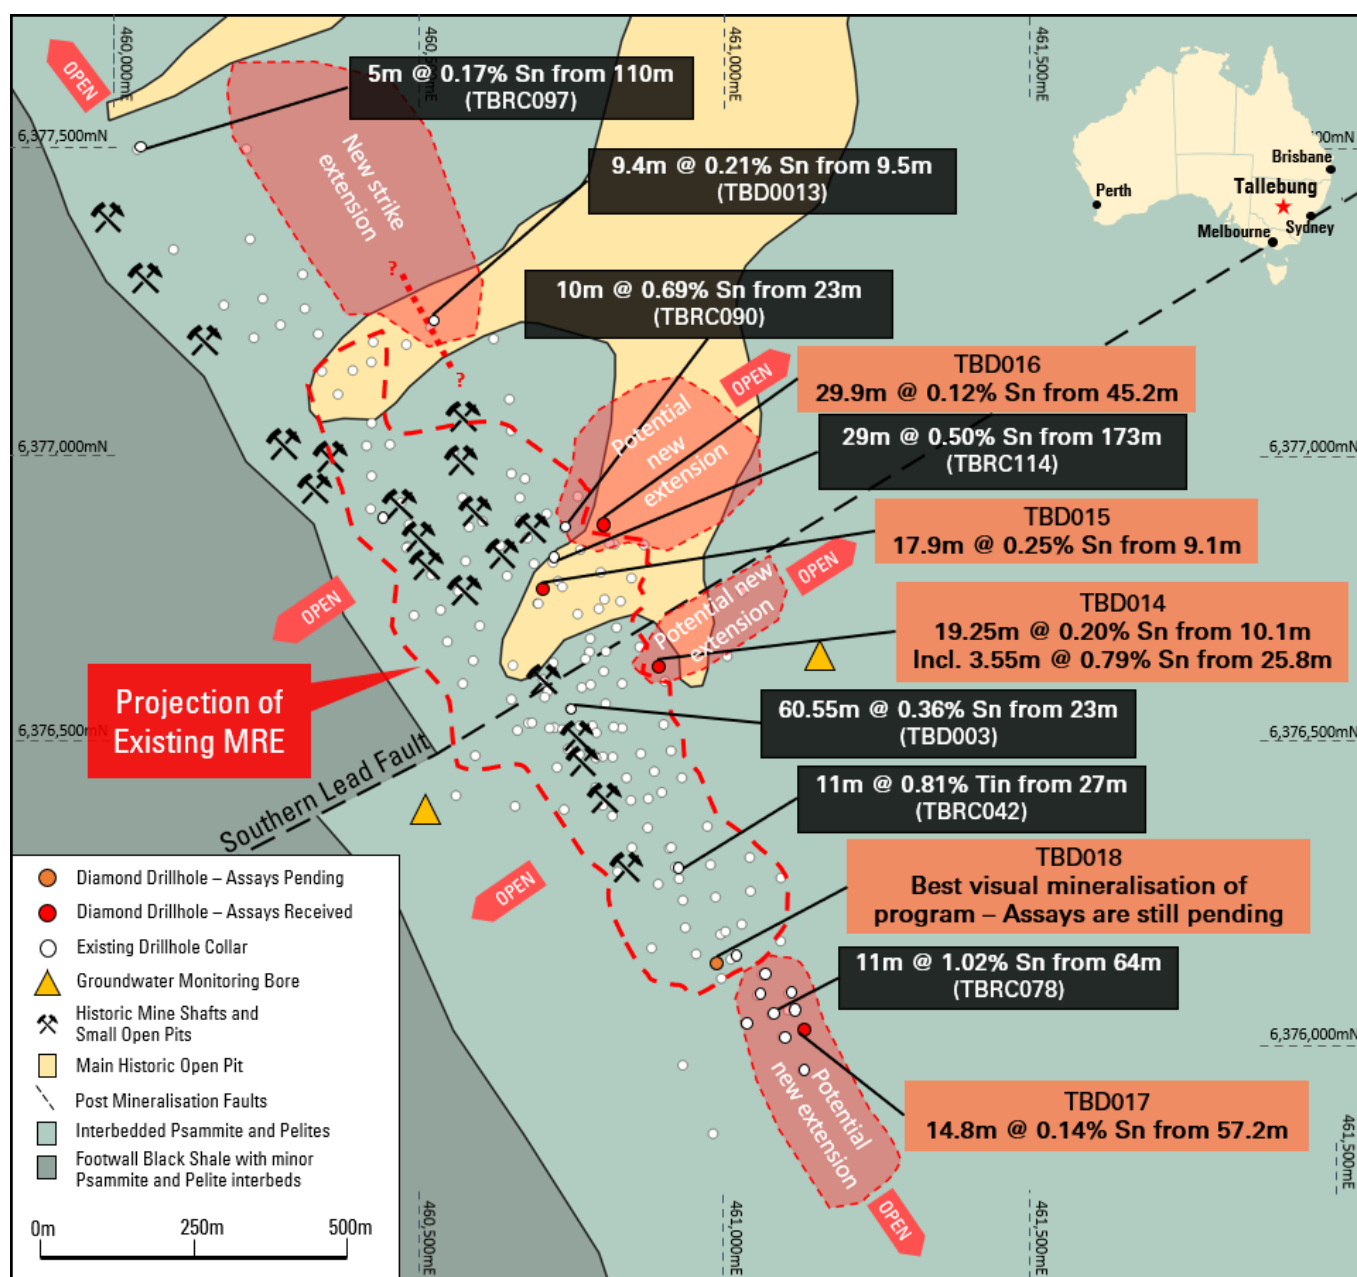 460,000mE
460,500mE
461,000mE
461,500mE
OPEN
5m @ 0.17% Sn from 110m
(TBRC097)
6,377,500mN
00mN
New strike
extension
9.4m @ 0.21% Sn from 9.5m
(TBD0013)
Brisbane
Perth
Tallebung
Sydney
Melbourne
?
?
10m @ 0.69% Sn from 23m
(TBRC090)
OPEN
TBD016
29.9m @ 0.12% Sn from 45.2m
Potential
new
extension
29m @ 0.50% Sn from 173m
(TBRC114)
6,377,000mN
6,377,000mN
TBD015
17.9m @ 0.25% Sn from 9.1m
OPEN
OPEN
Potential new
extension
TBD014
19.25m @ 0.20% Sn from 10.1m
Incl. 3.55m @ 0.79% Sn from 25.8m
Projection of
Existing MRE
60.55m @ 0.36% Sn from 23m
(TBD003)
6,376,500mN
6,376,500mN
Southern Lead Fault
11m @ 0.81% Tin from 27m
(TBRC042)
OPEN
TBD018
Best visual mineralisation of
program – Assays are still pending
11m @ 1.02% Sn from 64m
(TBRC078)
6,376,000mN
Potential
new extension
TBD017
14.8m @ 0.14% Sn from 57.2m
OPEN
460,500mE
461,000mE
461,500mE
461,500mE
Diamond Drillhole – Assays Pending
Diamond Drillhole – Assays Received
Existing Drillhole Collar
Groundwater Monitoring Bore
Historic Mine Shafts and
Small Open Pits
Main Historic Open Pit
Post Mineralisation Faults
Interbedded Psammite and Pelites
Footwall Black Shale with minor
Psammite and Pelite interbeds
0m 250m 500m